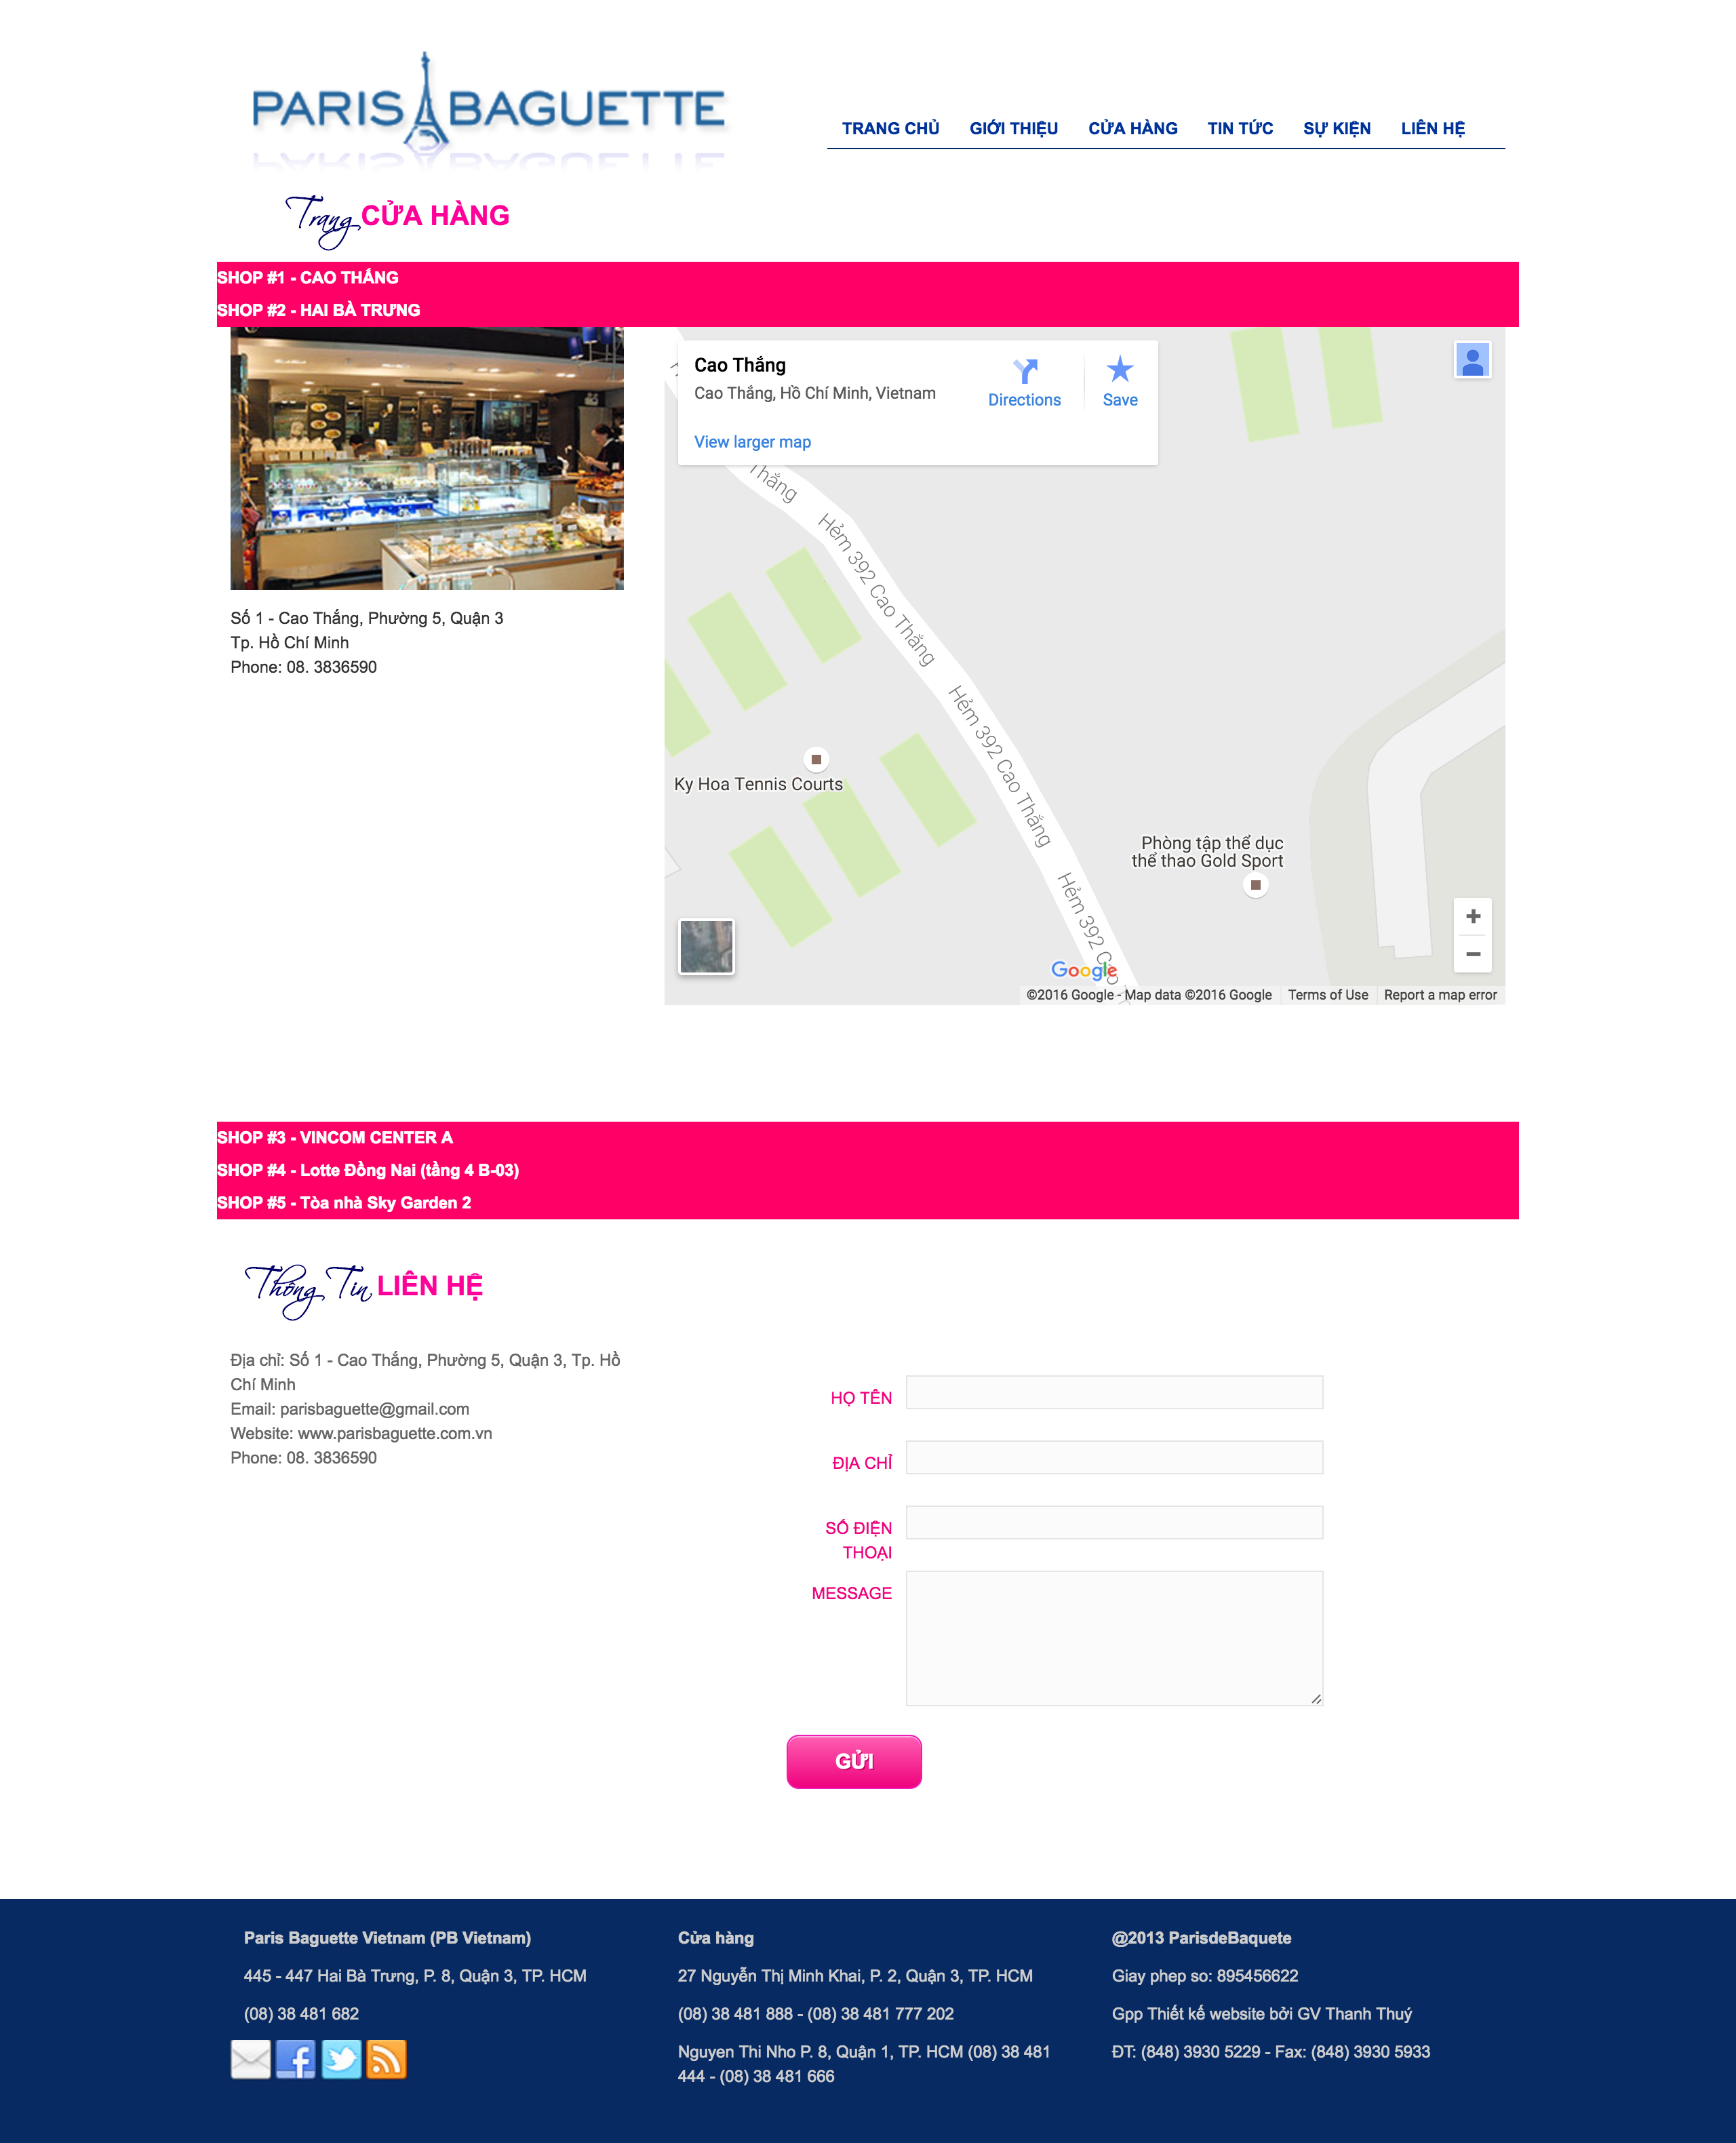 PARIS BAGUETTE
TRANG CHỦ GIỚI THIỆU CỬA HÀNG TIN TỨC SỰ KIỆN LIÊN HỆ
Trang CỬA HÀNG
SHOP #1 - CAO THẮNG
SHOP #2 - HAI BÀ TRƯNG
Cao Thắng
Cao Thắng, Hồ Chí Minh, Vietnam
Directions
Save
View larger map
Thắng
Hẻm 392 Cao Thắng
Hẻm 392 Cao Thắng
Hẻm 392 Cao
Ky Hoa Tennis Courts
Phòng tập thể dục
thể thao Gold Sport
Google
©2016 Google - Map data ©2016 Google Terms of Use Report a map error
Số 1 - Cao Thắng, Phường 5, Quận 3
Tp. Hồ Chí Minh
Phone: 08. 3836590
SHOP #3 - VINCOM CENTER A
SHOP #4 - Lotte Đồng Nai (tầng 4 B-03)
SHOP #5 - Tòa nhà Sky Garden 2
Thông Tin LIÊN HỆ
Địa chỉ: Số 1 - Cao Thắng, Phường 5, Quận 3, Tp. Hồ
Chí Minh
Email: parisbaguette@gmail.com
Website: www.parisbaguette.com.vn
Phone: 08. 3836590
HỌ TÊN
ĐỊA CHỈ
SỐ ĐIỆN
THOẠI
MESSAGE
GỬI
Paris Baguette Vietnam (PB Vietnam)
445 - 447 Hai Bà Trưng, P. 8, Quận 3, TP. HCM
(08) 38 481 682
Cửa hàng
27 Nguyễn Thị Minh Khai, P. 2, Quận 3, TP. HCM
(08) 38 481 888 - (08) 38 481 777 202
Nguyen Thi Nho P. 8, Quận 1, TP. HCM (08) 38 481
444 - (08) 38 481 666
@2013 ParisdeBaquete
Giay phep so: 895456622
Gpp Thiết kế website bởi GV Thanh Thuý
ĐT: (848) 3930 5229 - Fax: (848) 3930 5933